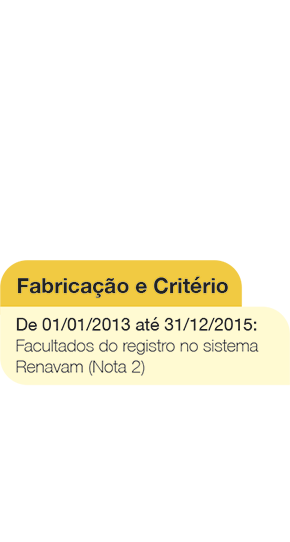 Fabricação e Critério
De 01/01/2013 até 31/12/2015:
Facultados do registro no sistema
Renavam (Nota 2)